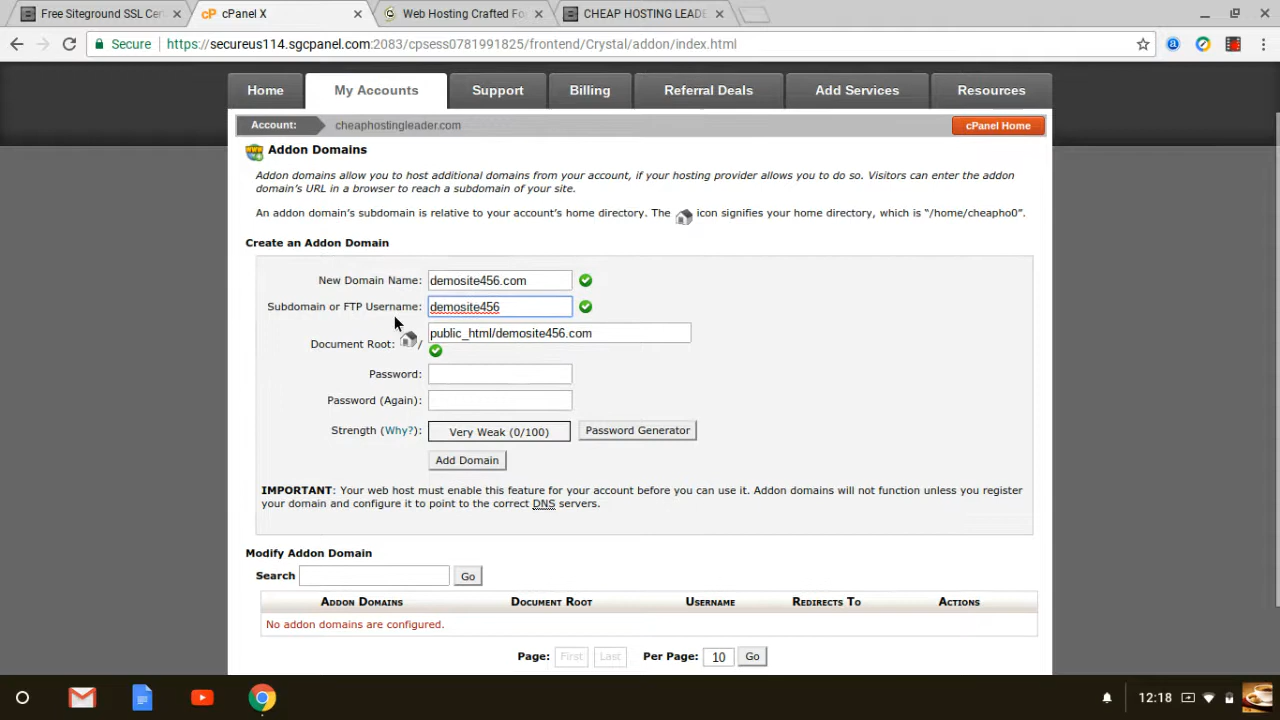 Free Siteground SSL Cer
cPanel X
Web Hosting Crafted Fo
CHEAP HOSTING LEADE
Secure https://secureus114.sgcpanel.com:2083/cpsess0781991825/frontend/Crystal/addon/index.html
Home My Accounts Support Billing Referral Deals Add Services Resources
Account: cheaphostingleader.com cPanel Home
Addon Domains
Addon domains allow you to host additional domains from your account, if your hosting provider allows you to do so. Visitors can enter the addon
domain's URL in a browser to reach a subdomain of your site.
An addon domain's subdomain is relative to your account's home directory. The icon signifies your home directory, which is "/home/cheapho0".
Create an Addon Domain
New Domain Name: demosite456.com
Subdomain or FTP Username: demosite456
Document Root: / public_html/demosite456.com
Password:
Password (Again):
Strength (Why?): Very Weak (0/100) Password Generator
Add Domain
IMPORTANT: Your web host must enable this feature for your account before you can use it. Addon domains will not function unless you register
your domain and configure it to point to the correct DNS servers.
Modify Addon Domain
Search Go
Addon Domains Document Root Username Redirects To Actions
No addon domains are configured.
Page: First Last Per Page: 10 Go
12:18